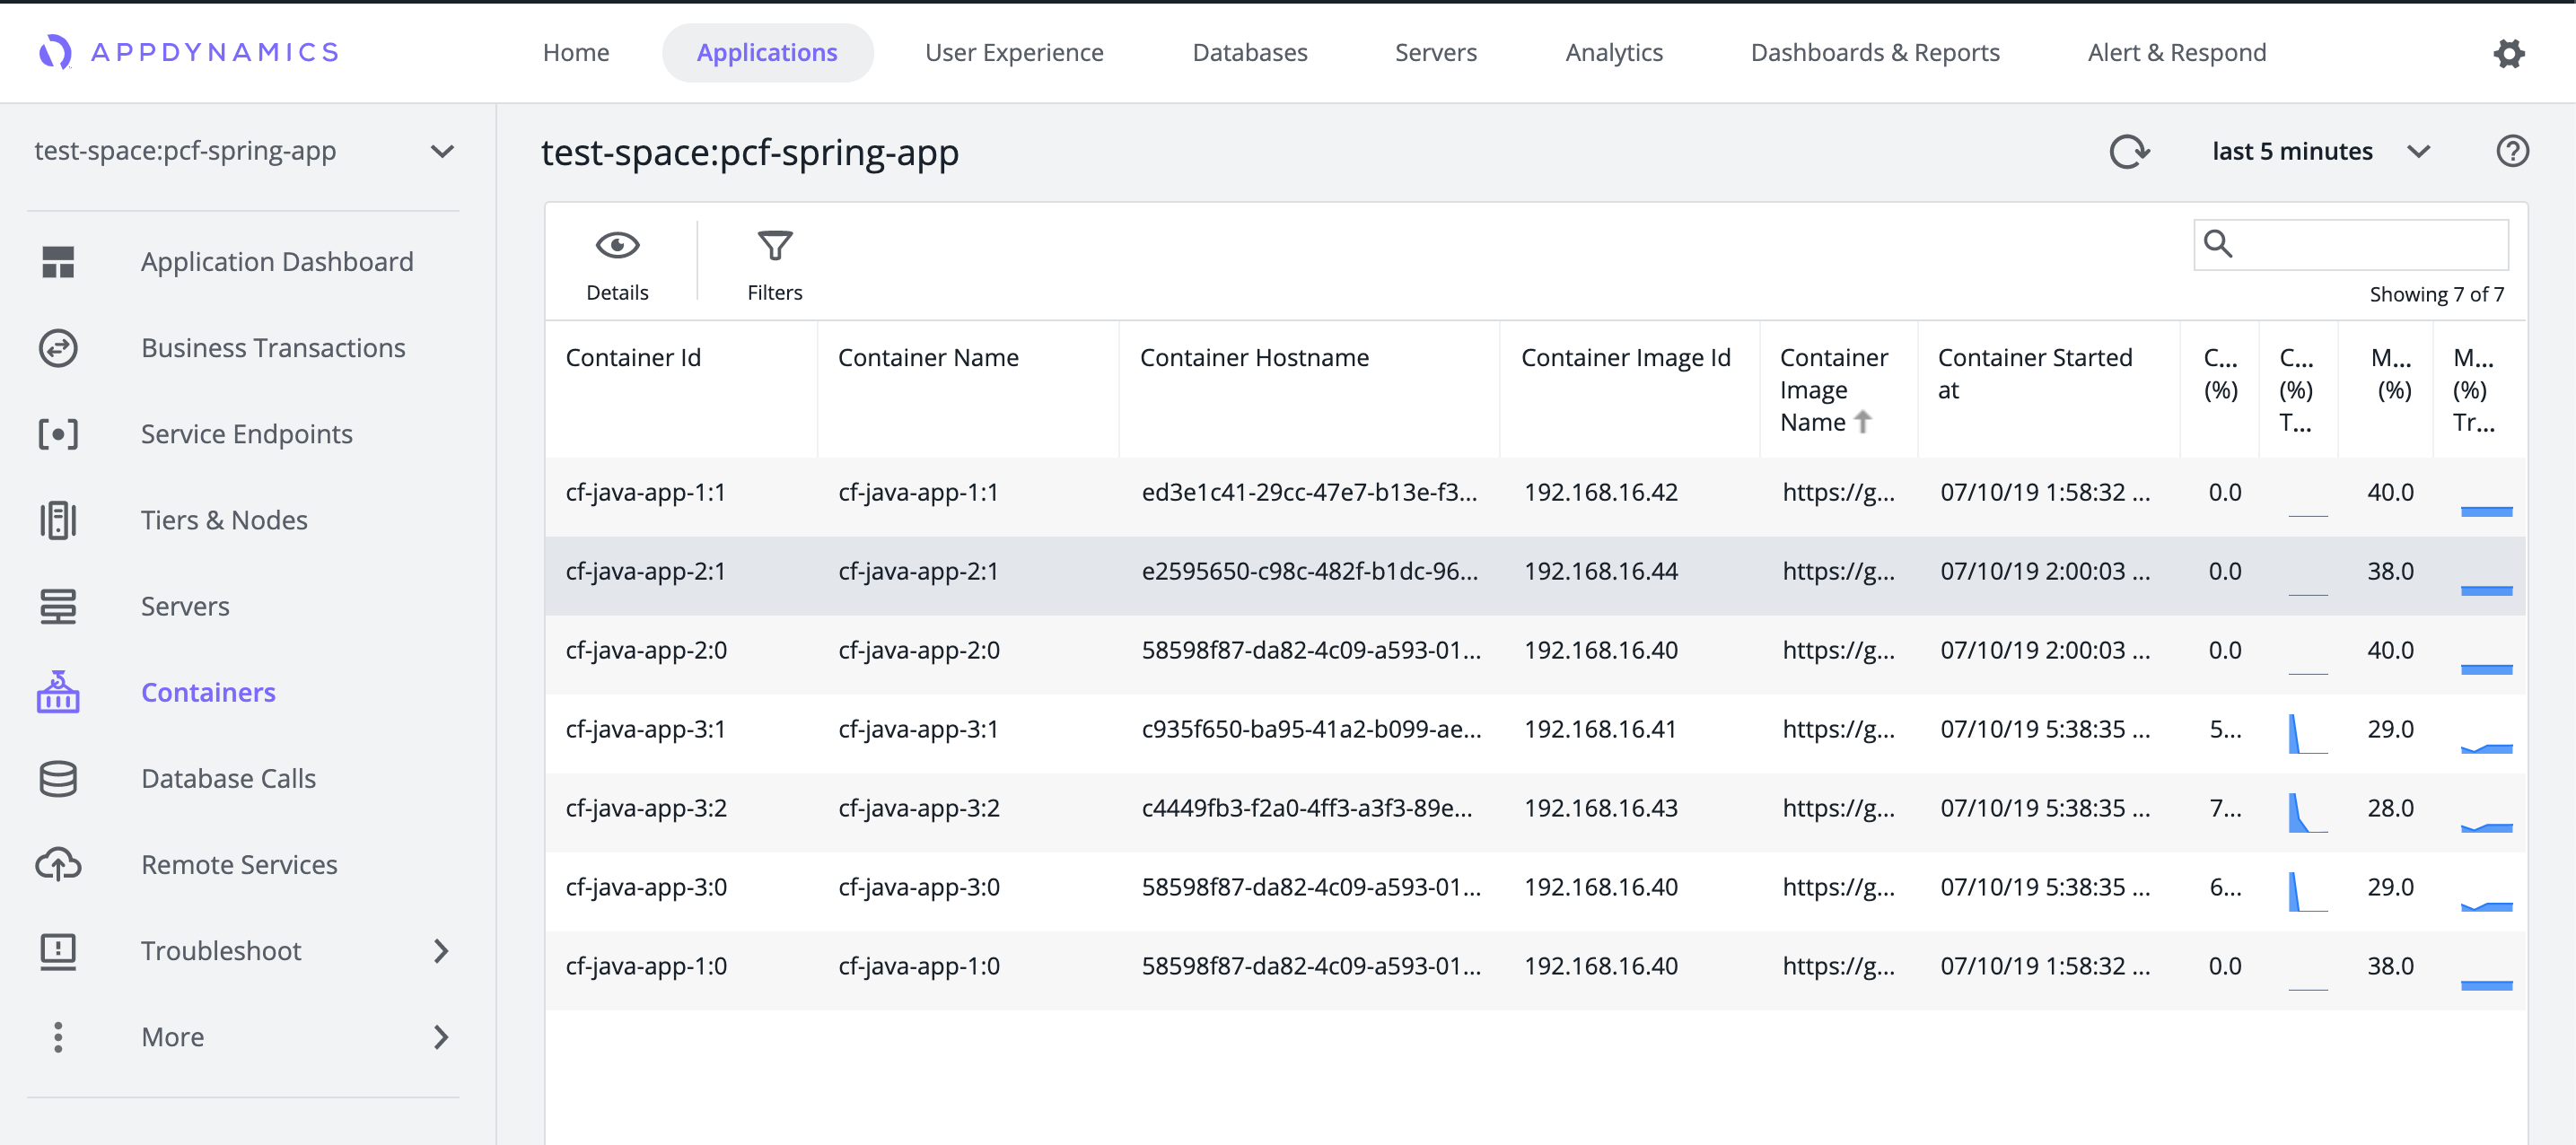 APPDYNAMICS Home Applications User Experience Databases Servers Analytics Dashboards & Reports Alert & Respond
test-space:pcf-spring-app
Application Dashboard
Business Transactions
Service Endpoints
Tiers & Nodes
Servers
Containers
Database Calls
Remote Services
Troubleshoot
More
test-space:pcf-spring-app last 5 minutes
Details Filters
Showing 7 of 7
Container Id Container Name Container Hostname Container Image Id Container Image Name Container Started at C... (%) C... (%) T... M... (%) M... (%) Tr...
cf-java-app-1:1 cf-java-app-1:1 ed3e1c41-29cc-47e7-b13e-f3... 192.168.16.42 https://g... 07/10/19 1:58:32 ... 0.0 40.0
cf-java-app-2:1 cf-java-app-2:1 e2595650-c98c-482f-b1dc-96... 192.168.16.44 https://g... 07/10/19 2:00:03 ... 0.0 38.0
cf-java-app-2:0 cf-java-app-2:0 58598f87-da82-4c09-a593-01... 192.168.16.40 https://g... 07/10/19 2:00:03 ... 0.0 40.0
cf-java-app-3:1 cf-java-app-3:1 c935f650-ba95-41a2-b099-ae... 192.168.16.41 https://g... 07/10/19 5:38:35 ... 5... 29.0
cf-java-app-3:2 cf-java-app-3:2 c4449fb3-f2a0-4ff3-a3f3-89e... 192.168.16.43 https://g... 07/10/19 5:38:35 ... 7... 28.0
cf-java-app-3:0 cf-java-app-3:0 58598f87-da82-4c09-a593-01... 192.168.16.40 https://g... 07/10/19 5:38:35 ... 6... 29.0
cf-java-app-1:0 cf-java-app-1:0 58598f87-da82-4c09-a593-01... 192.168.16.40 https://g... 07/10/19 1:58:32 ... 0.0 38.0